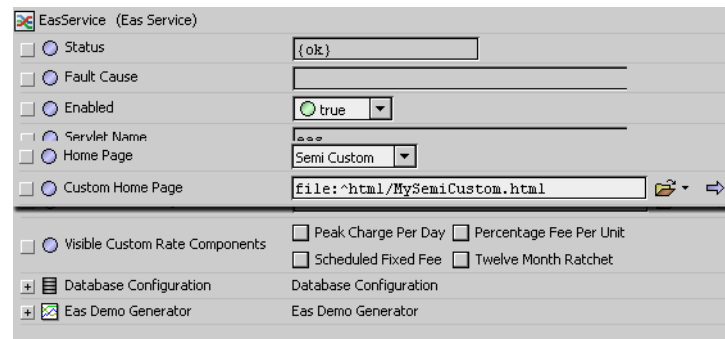 EasService (Eas Service)
Status {ok}
Fault Cause
Enabled true
Servlet Name
Home Page Semi Custom
Custom Home Page file:^html/MySemiCustom.html
Visible Custom Rate Components Peak Charge Per Day Percentage Fee Per Unit
Scheduled Fixed Fee Twelve Month Ratchet
Database Configuration Database Configuration
Eas Demo Generator Eas Demo Generator